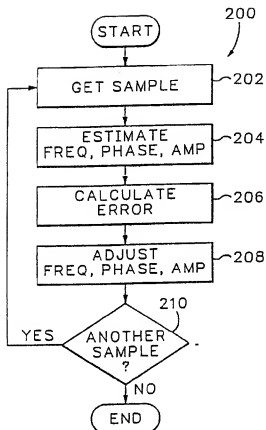 200
START
GET SAMPLE
202
ESTIMATE
FREQ, PHASE, AMP
204
CALCULATE
ERROR
206
ADJUST
FREQ, PHASE, AMP
208
210
YES
ANOTHER
SAMPLE
?
NO
END